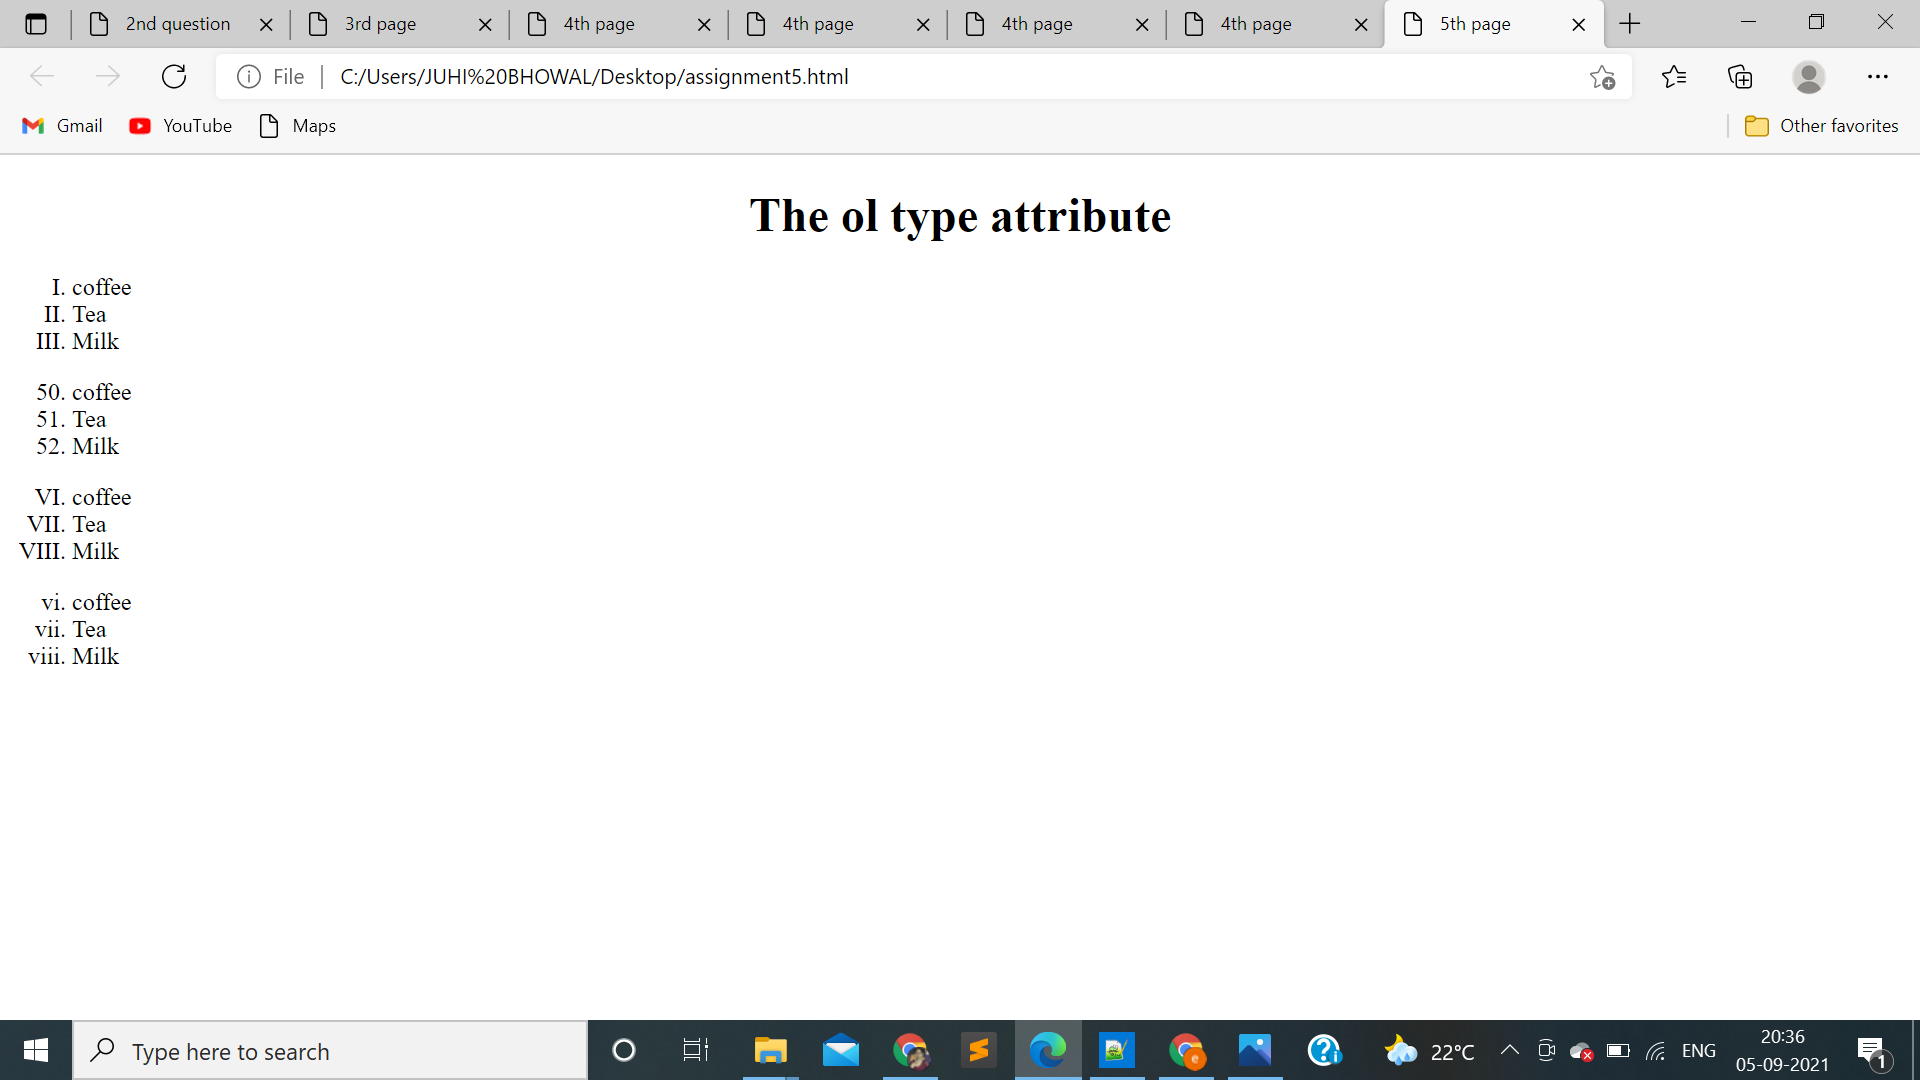 2nd question
3rd page
4th page
4th page
4th page
4th page
5th page
File
C:/Users/JUHI%20BHOWAL/Desktop/assignment5.html
Gmail
YouTube
Maps
Other favorites
The ol type attribute
I. coffee
II. Tea
III. Milk
50. coffee
51. Tea
52. Milk
VI. coffee
VII. Tea
VIII. Milk
vi. coffee
vii. Tea
viii. Milk
Type here to search
22°C
ENG
20:36
05-09-2021
1